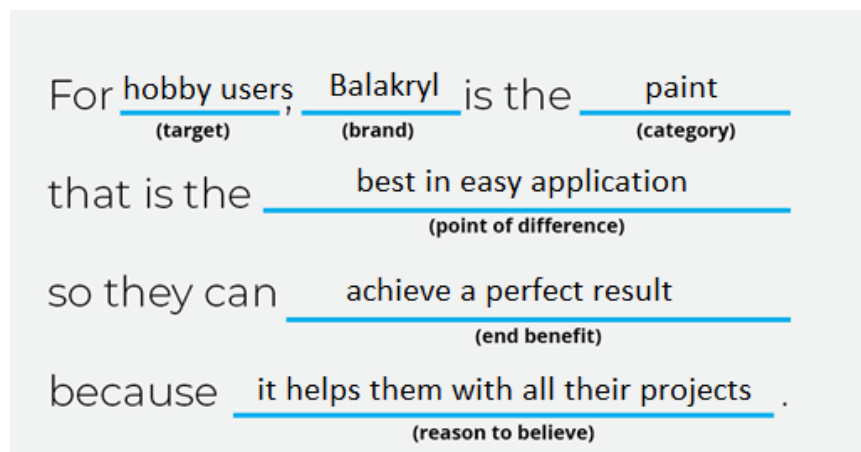 For hobby users, Balakryl is the paint
(target) (brand) (category)
that is the best in easy application
(point of difference)
so they can achieve a perfect result
(end benefit)
because it helps them with all their projects .
(reason to believe)